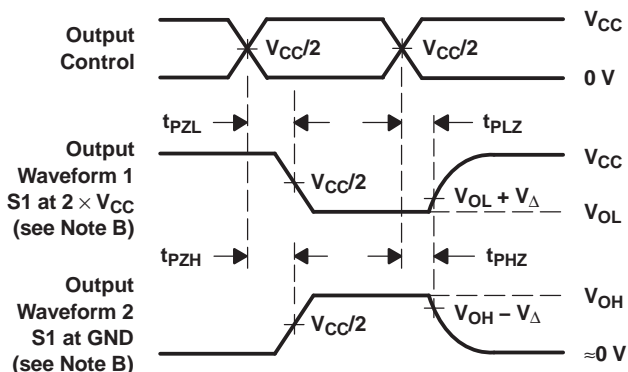 Output
Control
V_CC/2
V_CC/2
V_CC
0 V
t_PZL
t_PLZ
Output
Waveform 1
S1 at 2 × V_CC
(see Note B)
V_CC/2
V_OL + V_Δ
V_CC
V_OL
t_PZH
t_PHZ
Output
Waveform 2
S1 at GND
(see Note B)
V_CC/2
V_OH − V_Δ
V_OH
≈0 V